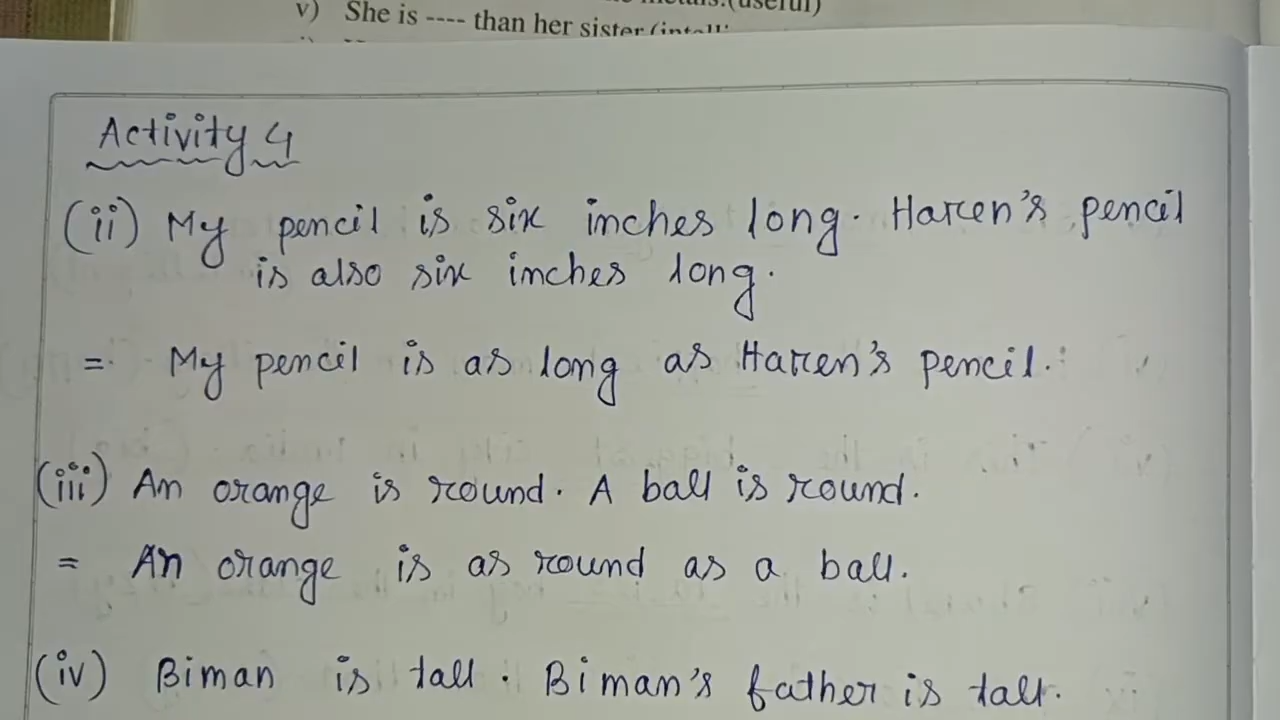 v) She is ---- than her sister
Activity 4
(ii) My pencil is six inches long. Haren's pencil
is also six inches long.
= My pencil is as long as Haren's pencil.
(iii) An orange is round. A ball is round.
= An orange is as round as a ball.
(iv) Biman is tall. Biman's father is tall.